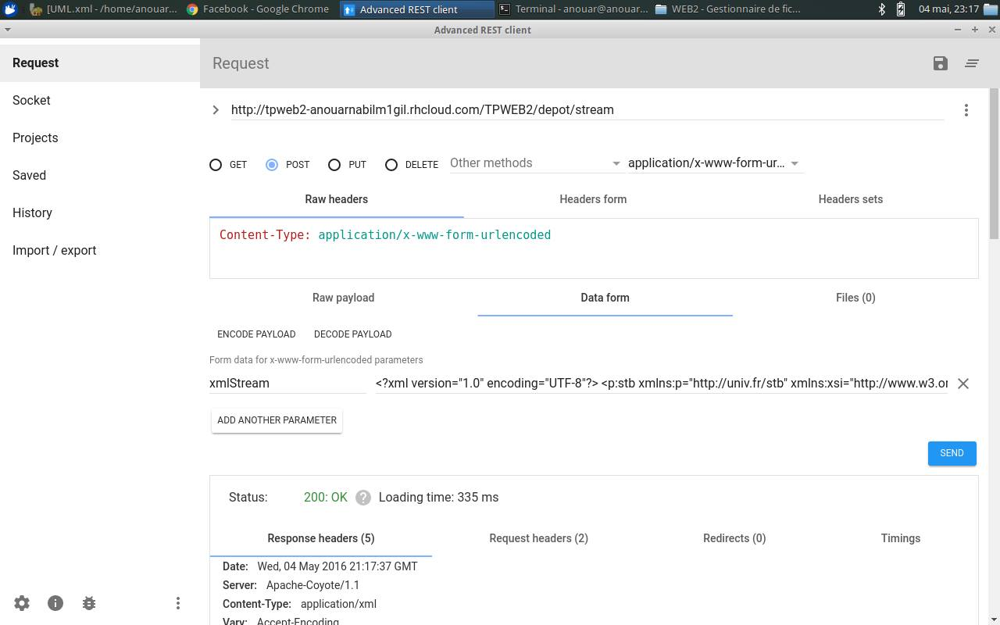 [UML.xml - /home/anouar... Facebook - Google Chrome Advanced REST client Terminal - anouar@anouar... WEB2 - Gestionnaire de fic... 04 mai, 23:17
Advanced REST client
Request
Request
Socket
Projects
Saved
History
Import / export
http://tpweb2-anouarnabilm1gil.rhcloud.com/TPWEB2/depot/stream
GET POST PUT DELETE Other methods application/x-www-form-ur...
Raw headers Headers form Headers sets
Content-Type: application/x-www-form-urlencoded
Raw payload Data form Files (0)
ENCODE PAYLOAD DECODE PAYLOAD
Form data for x-www-form-urlencoded parameters
xmlStream <?xml version="1.0" encoding="UTF-8"?> <p:stb xmlns:p="http://univ.fr/stb" xmlns:xsi="http://www.w3.or
ADD ANOTHER PARAMETER
SEND
Status: 200: OK ? Loading time: 335 ms
Response headers (5) Request headers (2) Redirects (0) Timings
Date: Wed, 04 May 2016 21:17:37 GMT
Server: Apache-Coyote/1.1
Content-Type: application/xml
Vary: Accept-Encoding